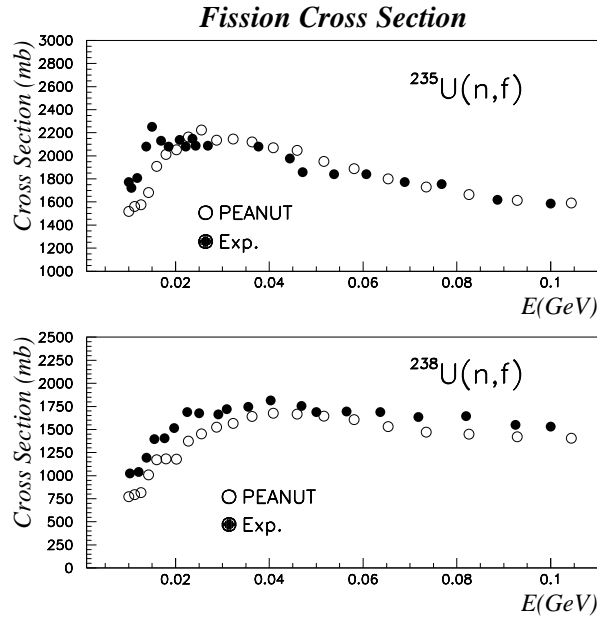 Fission Cross Section
Cross Section (mb)
3000
2800
2600
2400
2200
2000
1800
1600
1400
1200
1000
²³⁵U(n,f)
PEANUT
Exp.
0.02
0.04
0.06
0.08
0.1
E(GeV)
Cross Section (mb)
2500
2250
2000
1750
1500
1250
1000
750
500
250
0
²³⁸U(n,f)
PEANUT
Exp.
0.02
0.04
0.06
0.08
0.1
E(GeV)